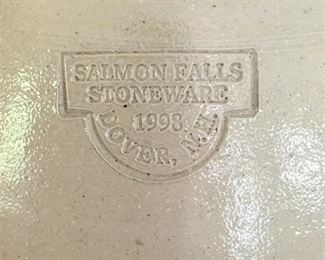 SALMON FALLS
STONEWARE
1998
DOVER, N.H.